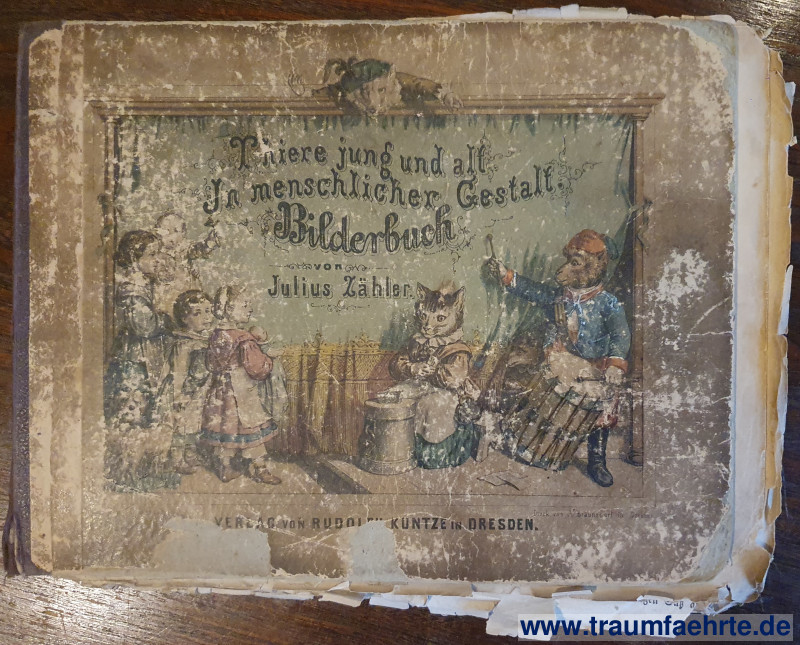 Thiere jung und alt
In menschlicher Gestalt.
Bilderbuch
von
Julius Zähler.
VERLAG VON RUDOLPH KUNTZE IN DRESDEN.
www.traumfaehrte.de